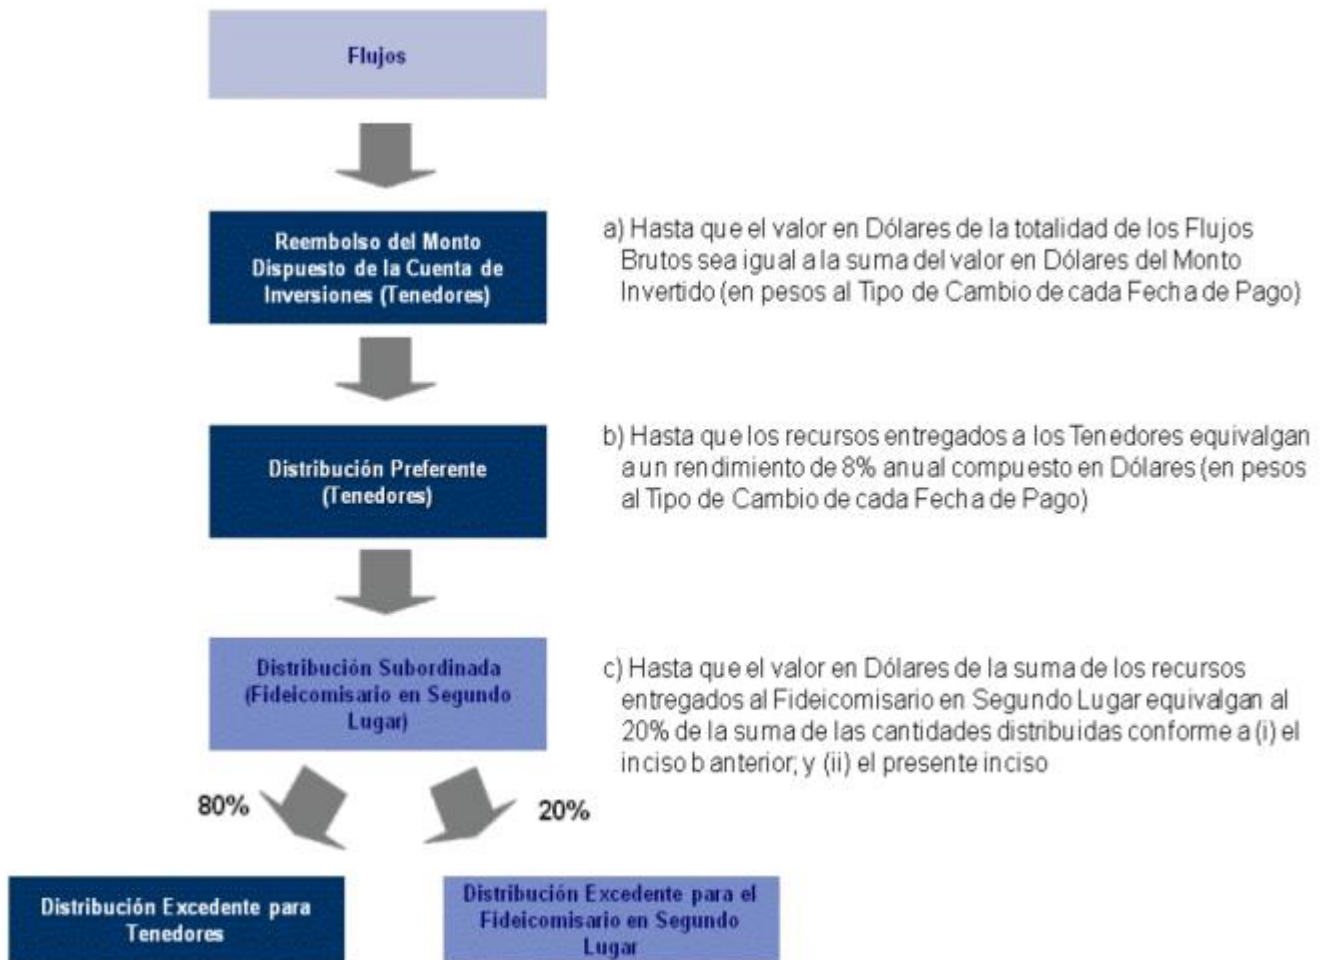 Flujos
Reembolso del Monto
Dispuesto de la Cuenta de
Inversiones (Tenedores)
a) Hasta que el valor en Dólares de la totalidad de los Flujos
Brutos sea igual a la suma del valor en Dólares del Monto
Invertido (en pesos al Tipo de Cambio de cada Fecha de Pago)
Distribución Preferente
(Tenedores)
b) Hasta que los recursos entregados a los Tenedores equivalgan
a un rendimiento de 8% anual compuesto en Dólares (en pesos
al Tipo de Cambio de cada Fecha de Pago)
Distribución Subordinada
(Fideicomisario en Segundo
Lugar)
c) Hasta que el valor en Dólares de la suma de los recursos
entregados al Fideicomisario en Segundo Lugar equivalgan al
20% de la suma de las cantidades distribuidas conforme a (i) el
inciso b anterior; y (ii) el presente inciso
80%
20%
Distribución Excedente para
Tenedores
Distribución Excedente para el
Fideicomisario en Segundo
Lugar